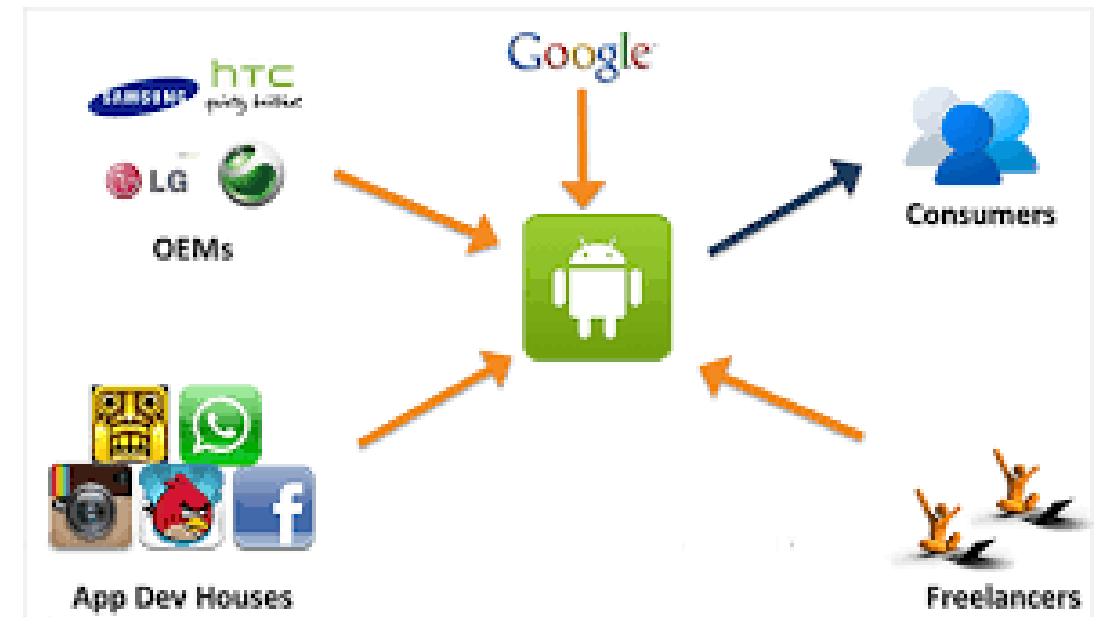 Google
SAMSUNG
hTC
LG
Consumers
OEMs
f
App Dev Houses
Freelancers